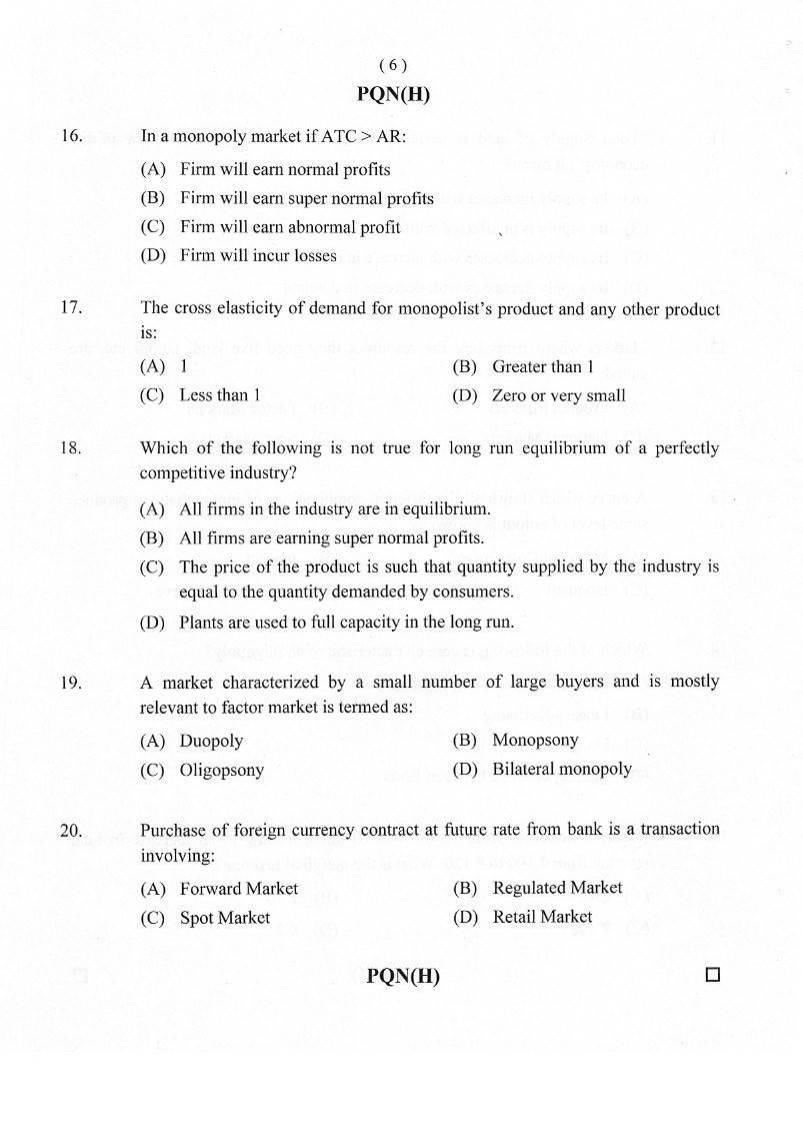 ( 6 )
PQN(H)
16. In a monopoly market if ATC > AR:
(A) Firm will earn normal profits
(B) Firm will earn super normal profits
(C) Firm will earn abnormal profit
(D) Firm will incur losses
17. The cross elasticity of demand for monopolist's product and any other product
is:
(A) 1 (B) Greater than 1
(C) Less than 1 (D) Zero or very small
18. Which of the following is not true for long run equilibrium of a perfectly
competitive industry?
(A) All firms in the industry are in equilibrium.
(B) All firms are earning super normal profits.
(C) The price of the product is such that quantity supplied by the industry is
equal to the quantity demanded by consumers.
(D) Plants are used to full capacity in the long run.
19. A market characterized by a small number of large buyers and is mostly
relevant to factor market is termed as:
(A) Duopoly (B) Monopsony
(C) Oligopsony (D) Bilateral monopoly
20. Purchase of foreign currency contract at future rate from bank is a transaction
involving:
(A) Forward Market (B) Regulated Market
(C) Spot Market (D) Retail Market
PQN(H)